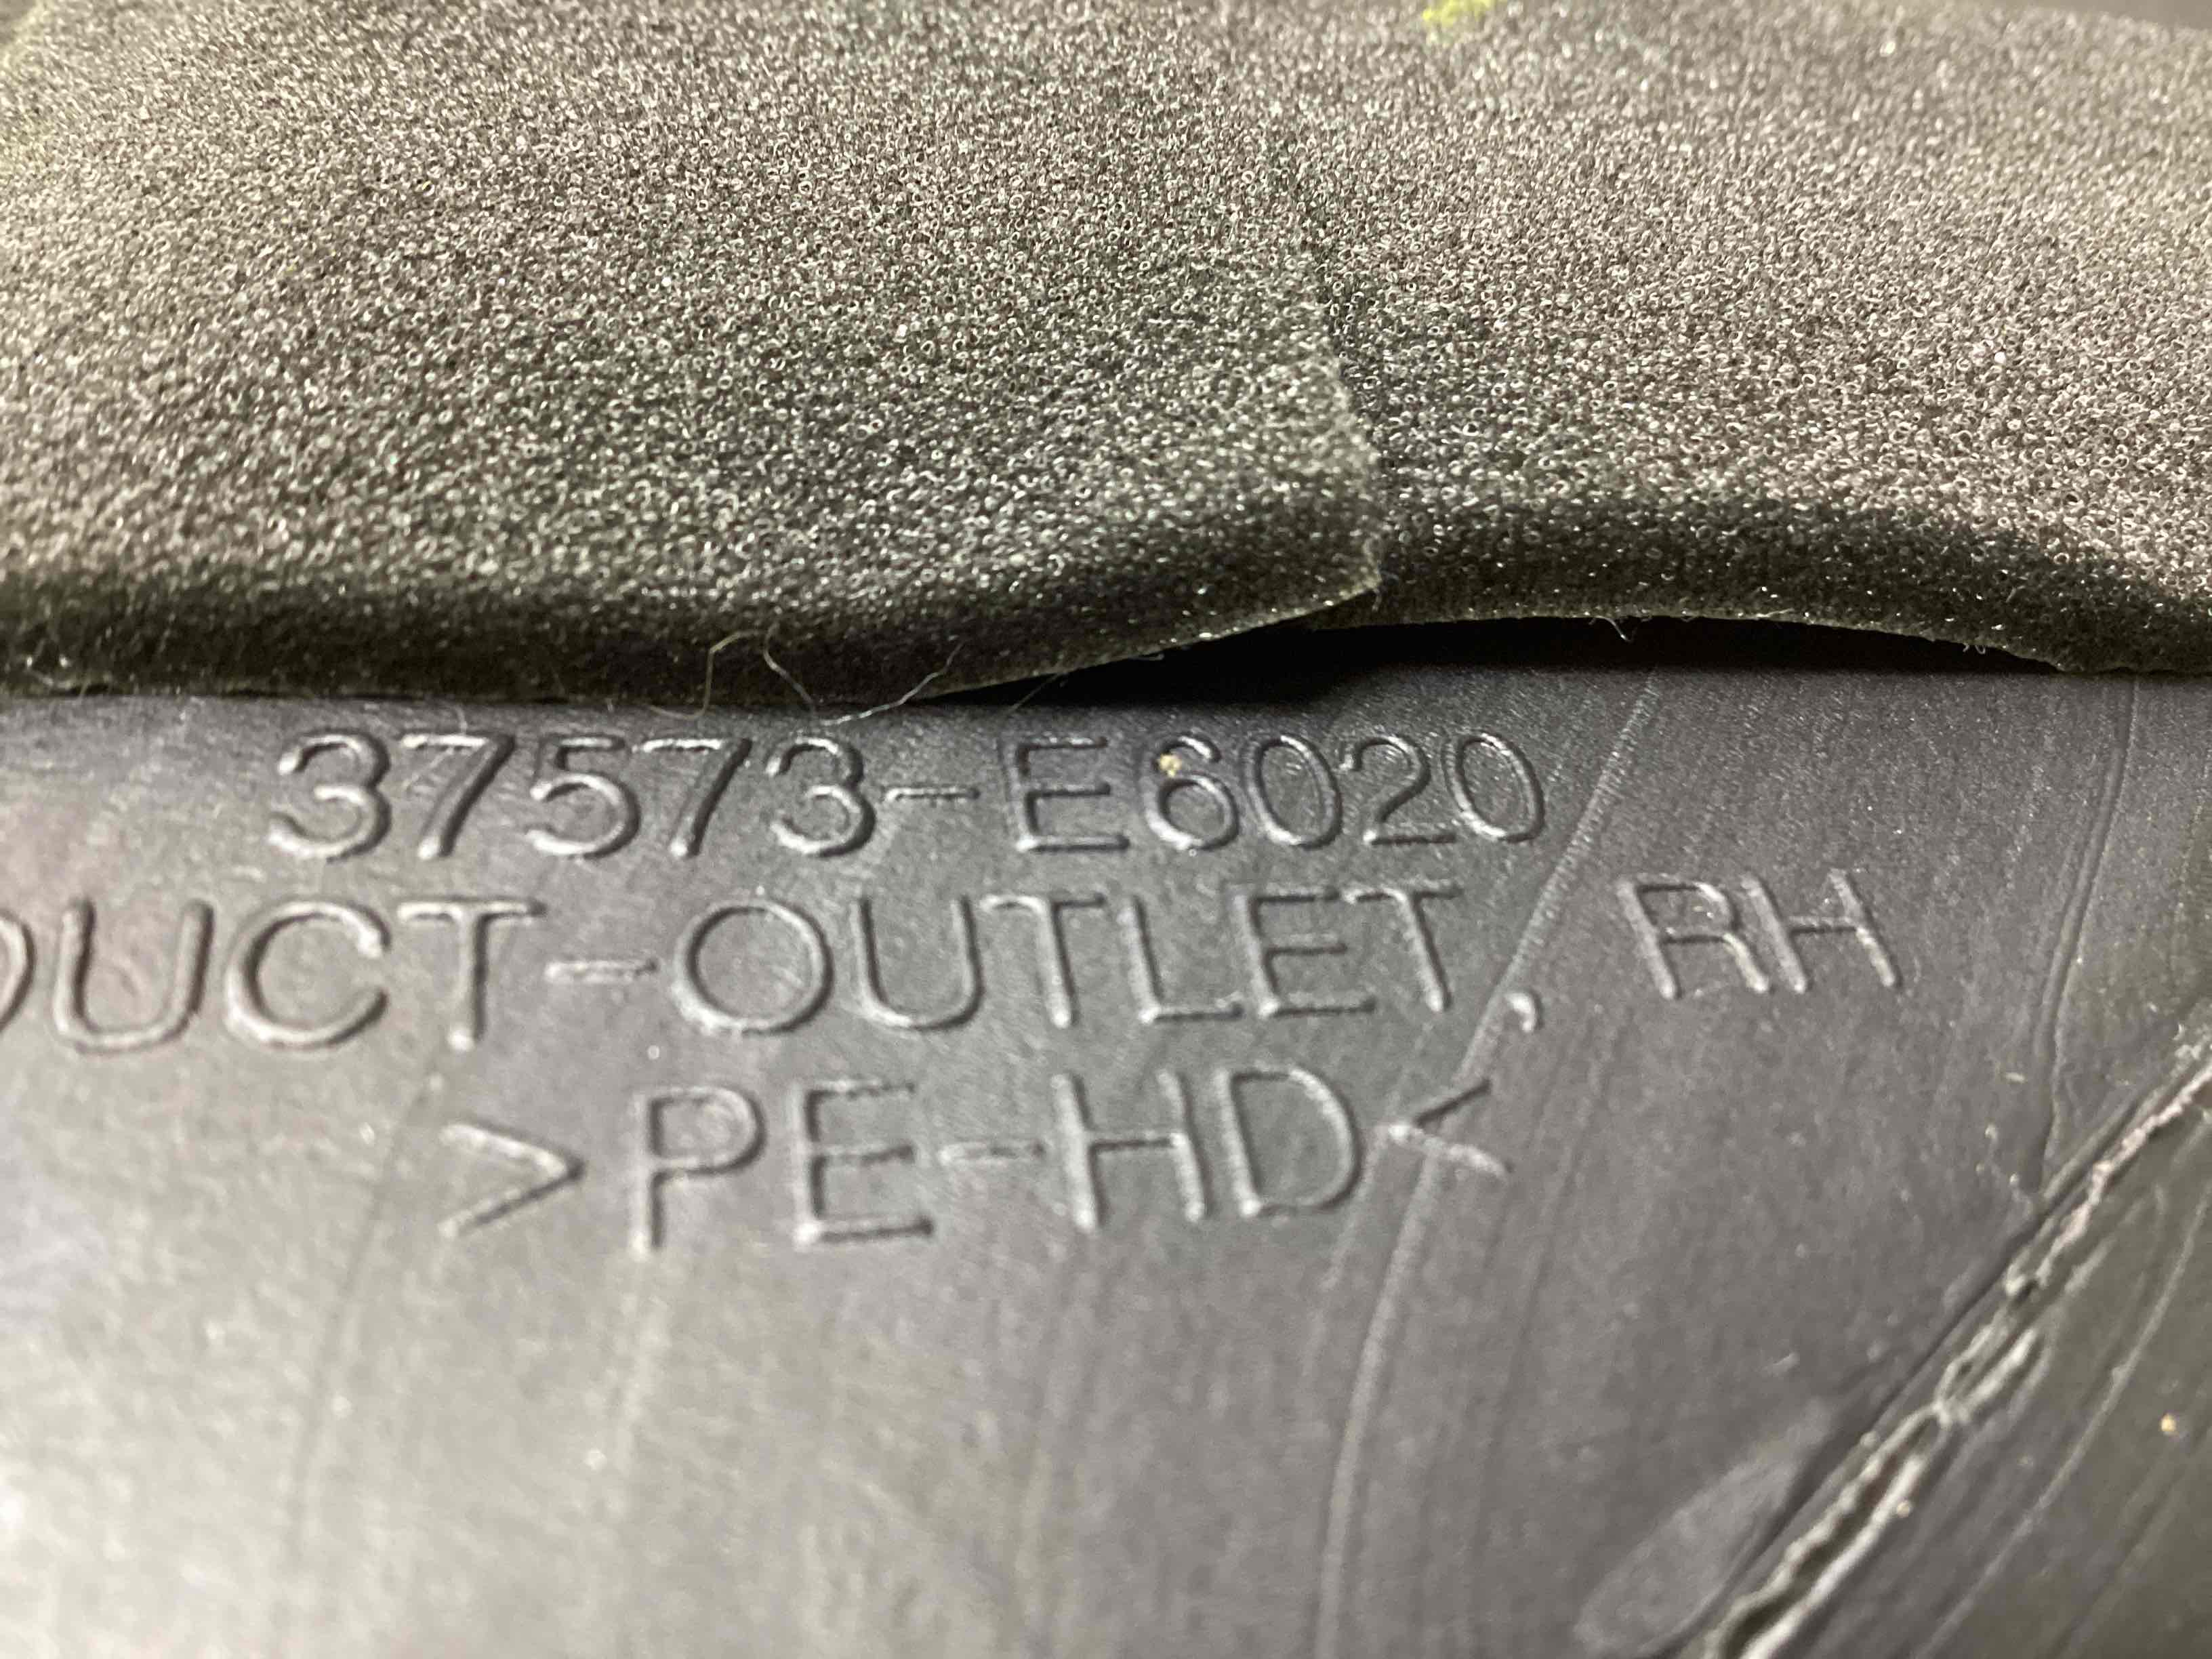 37573-E6020
DUCT-OUTLET, RH
>PE-HD<